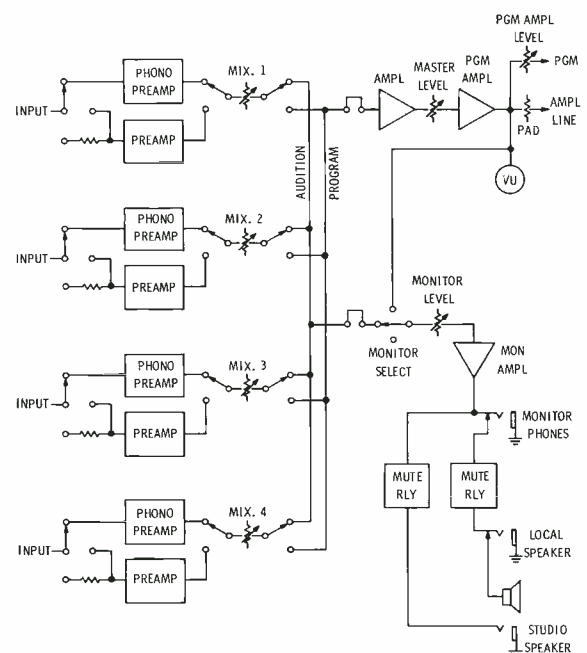 PGM AMPL
LEVEL
PGM
PHONO
PREAMP
MIX. 1
AMPL
MASTER
LEVEL
PGM
AMPL
AMPL
LINE
INPUT
PAD
PREAMP
VU
AUDITION
PROGRAM
PHONO
PREAMP
MIX. 2
INPUT
PREAMP
MONITOR
LEVEL
MONITOR
SELECT
MON
AMPL
PHONO
PREAMP
MIX. 3
INPUT
PREAMP
MONITOR
PHONES
MUTE
RLY
MUTE
RLY
PHONO
PREAMP
MIX. 4
INPUT
PREAMP
LOCAL
SPEAKER
STUDIO
SPEAKER